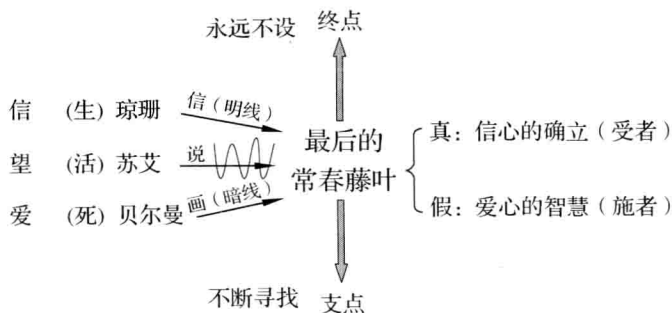 永远不设 终点
信 (生) 琼珊 信(明线)
望 (活) 苏艾 说
爱 (死) 贝尔曼 画(暗线)
最后的
常春藤叶
真：信心的确立(受者)
假：爱心的智慧(施者)
不断寻找 支点